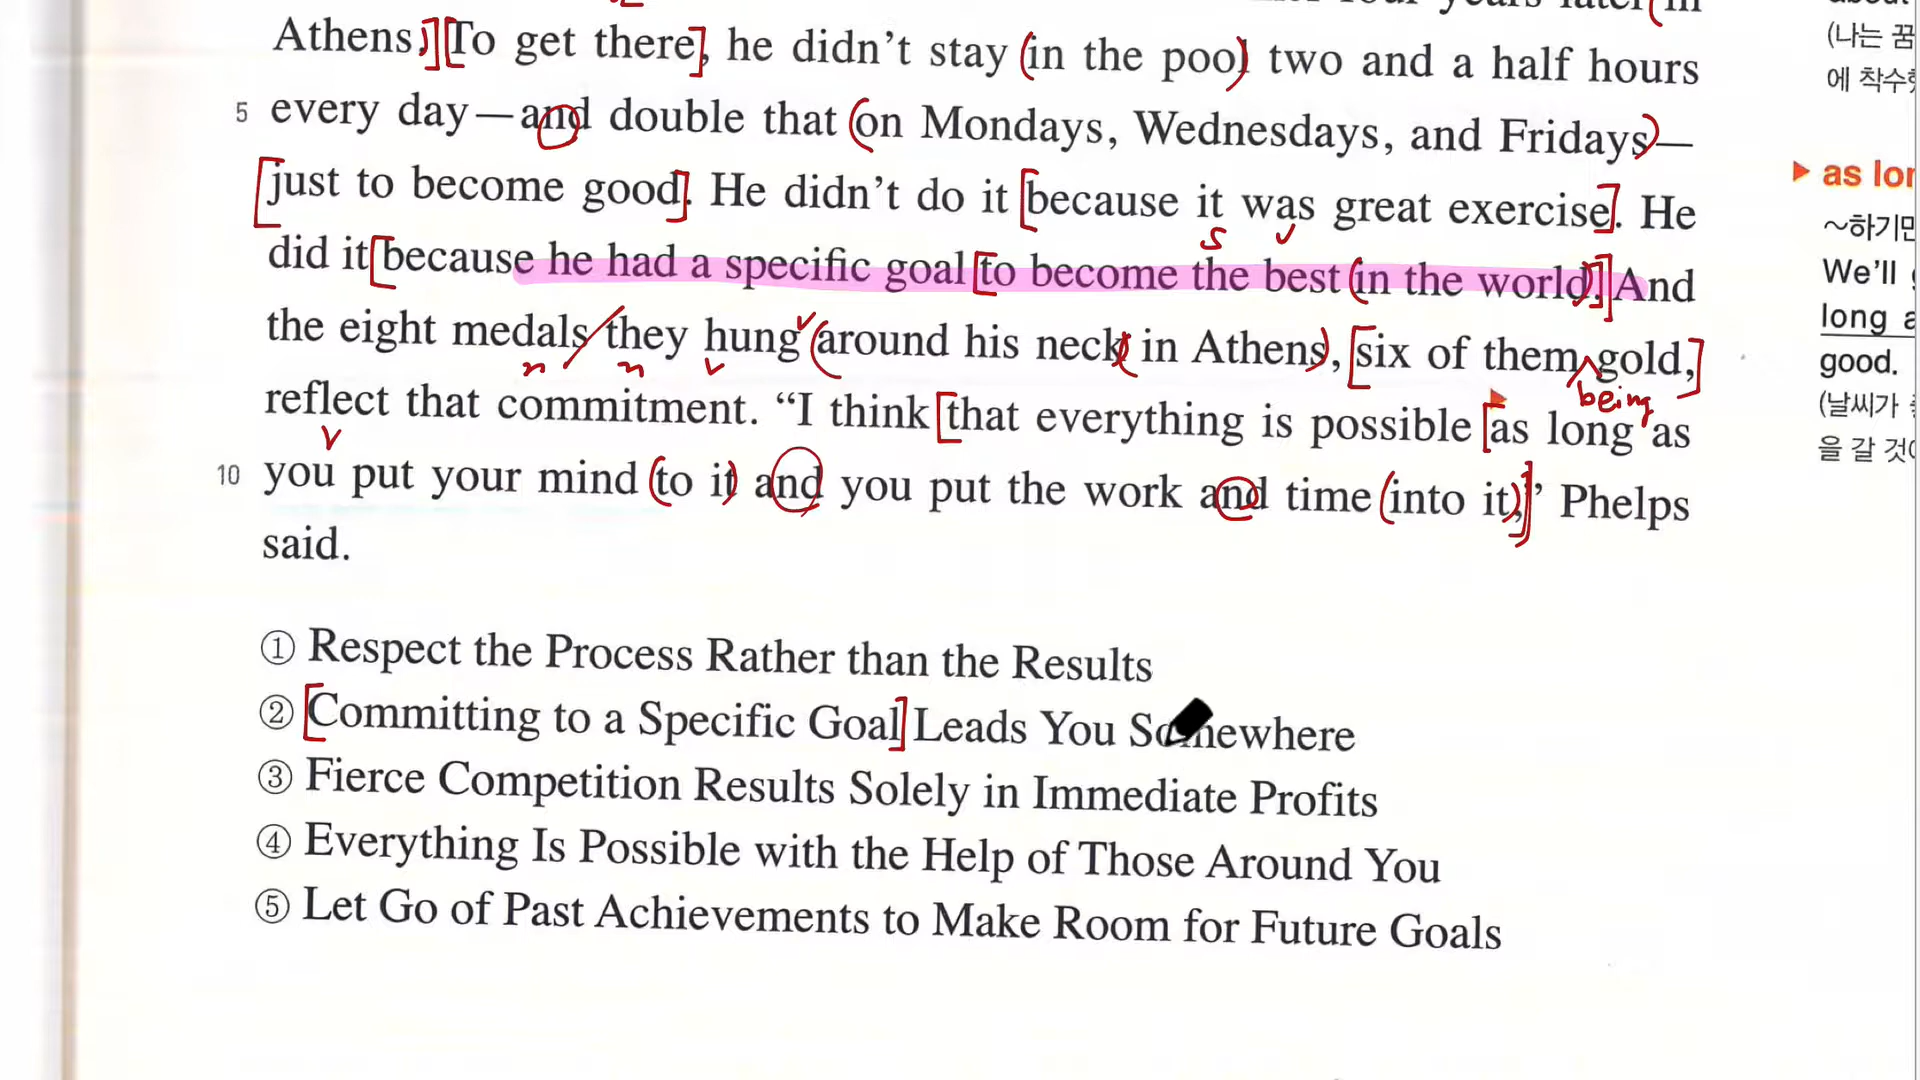 Athens, To get there, he didn't stay in the pool two and a half hours
5 every day—and double that on Mondays, Wednesdays, and Fridays—
just to become good. He didn't do it because it was great exercise. He
s v
did it because he had a specific goal to become the best in the world. And
the eight medals they hung around his neck in Athens, six of them gold,
n n v being
reflect that commitment. “I think that everything is possible as long as
v
10 you put your mind to it and you put the work and time into it,” Phelps
said.
① Respect the Process Rather than the Results
② Committing to a Specific Goal Leads You Somewhere
③ Fierce Competition Results Solely in Immediate Profits
④ Everything Is Possible with the Help of Those Around You
⑤ Let Go of Past Achievements to Make Room for Future Goals
(나는 꿈
에 착수
as lon
~하기만
We'll
long a
good.
(날씨가
을 갈 것